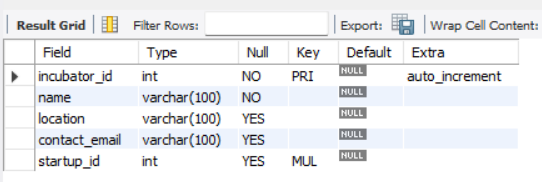 Result Grid Filter Rows: Export: Wrap Cell Content:
Field Type Null Key Default Extra
incubator_id int NO PRI NULL auto_increment
name varchar(100) NO NULL
location varchar(100) YES NULL
contact_email varchar(100) YES NULL
startup_id int YES MUL NULL